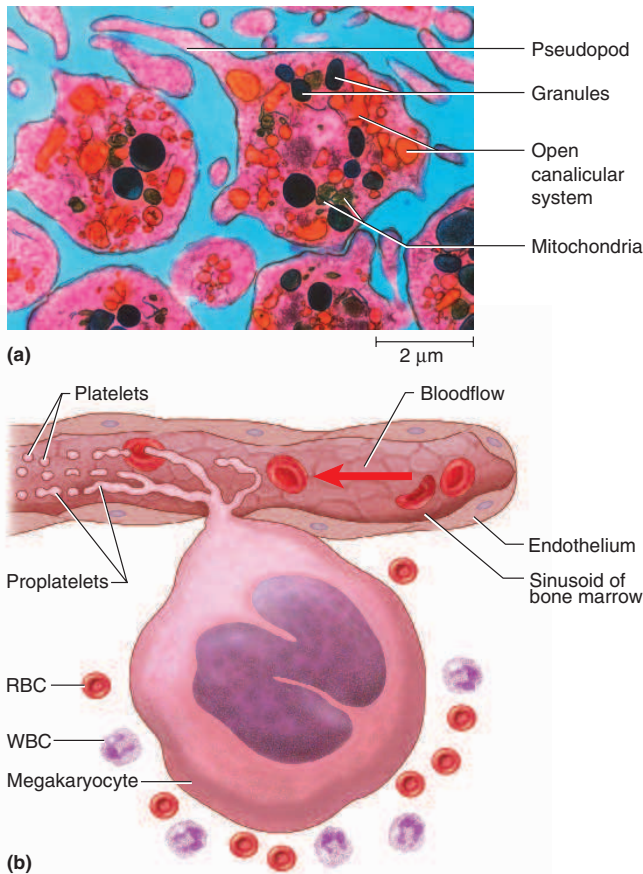 Pseudopod
Granules
Open
canalicular
system
Mitochondria
(a)
2 μm
Platelets
Bloodflow
Endothelium
Proplatelets
Sinusoid of
bone marrow
RBC
WBC
Megakaryocyte
(b)